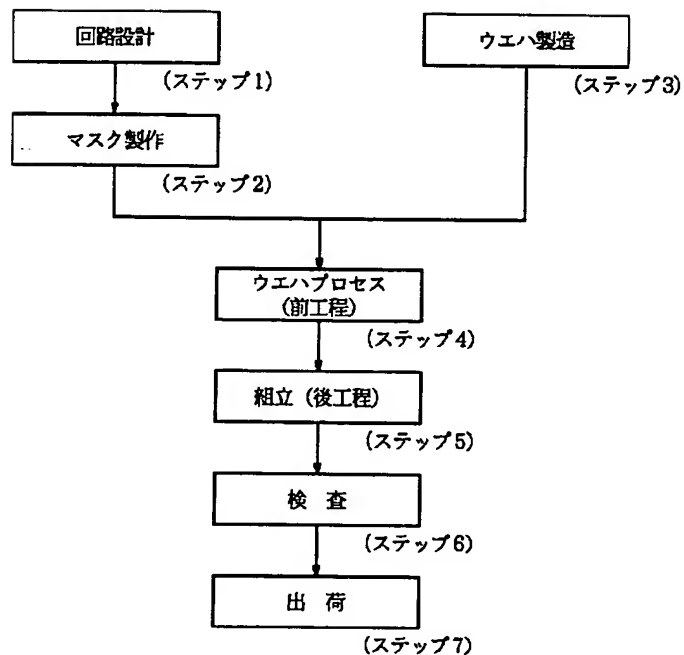 回路設計
(ステップ1)
ウエハ製造
(ステップ3)
マスク製作
(ステップ2)
ウエハプロセス
(前工程)
(ステップ4)
組立(後工程)
(ステップ5)
検 査
(ステップ6)
出 荷
(ステップ7)